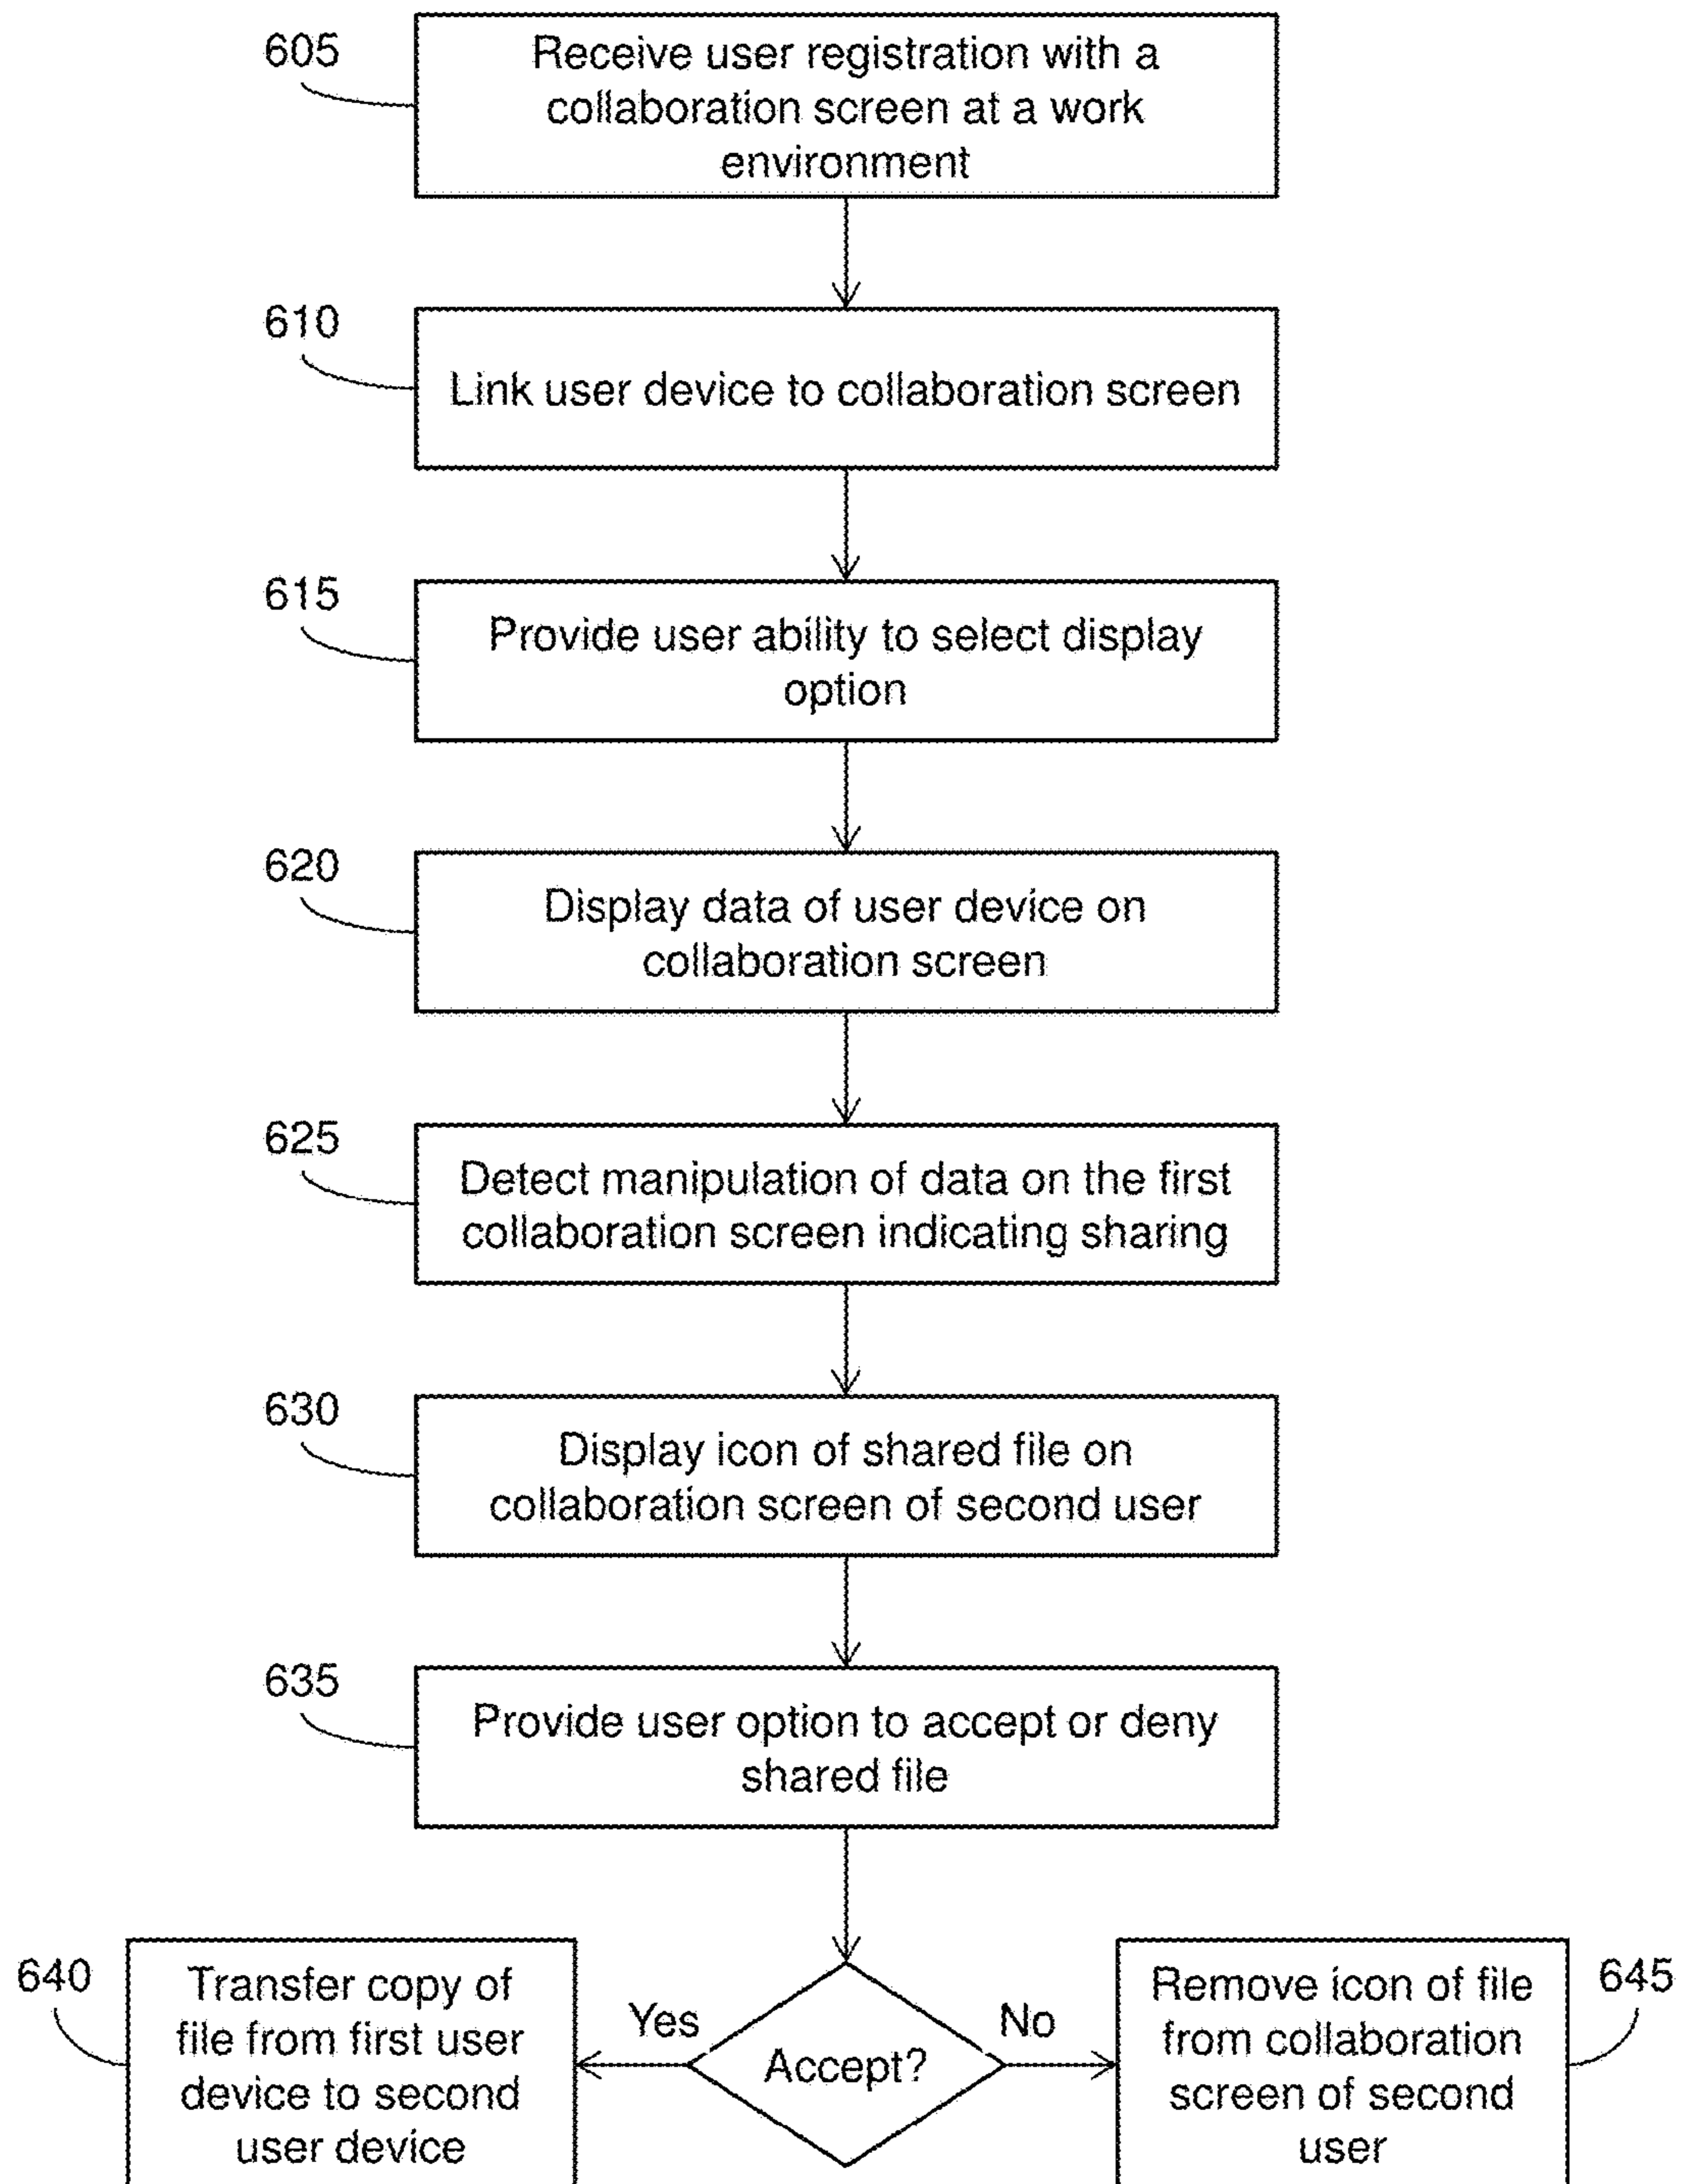 605
Receive user registration with a
collaboration screen at a work
environment
610
Link user device to collaboration screen
615
Provide user ability to select display
option
620
Display data of user device on
collaboration screen
625
Detect manipulation of data on the first
collaboration screen indicating sharing
630
Display icon of shared file on
collaboration screen of second user
635
Provide user option to accept or deny
shared file
640
Transfer copy of
file from first user
device to second
user device
Yes
Accept?
No
Remove icon of file
from collaboration
screen of second
user
645